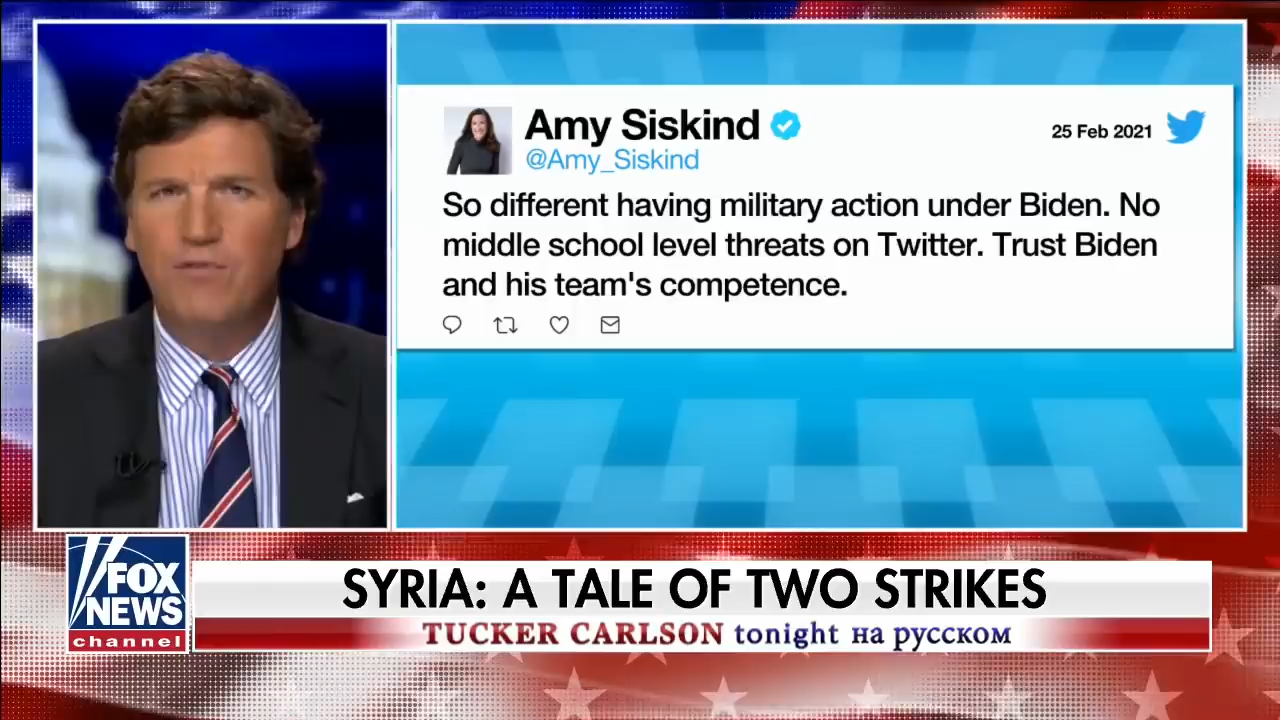 Amy Siskind
@Amy_Siskind
25 Feb 2021
So different having military action under Biden. No
middle school level threats on Twitter. Trust Biden
and his team's competence.
FOX
NEWS
channel
SYRIA: A TALE OF TWO STRIKES
TUCKER CARLSON tonight на русском